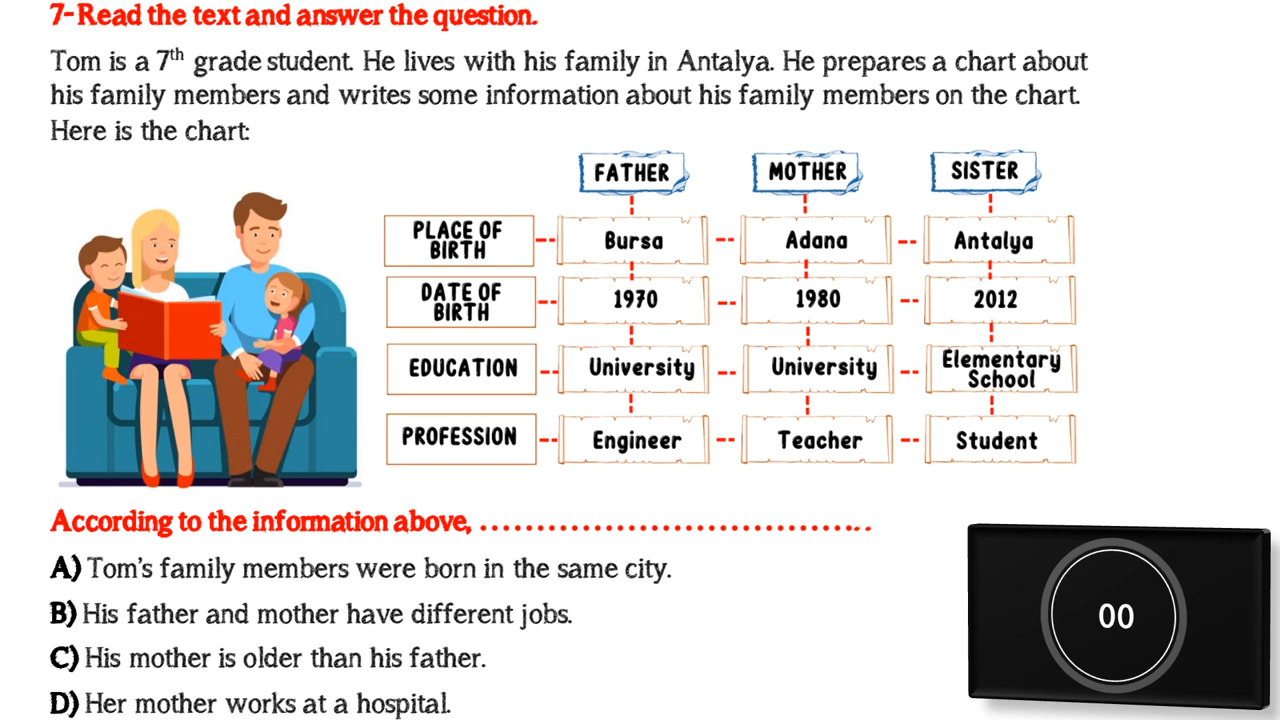 7-Read the text and answer the question.
Tom is a 7th grade student. He lives with his family in Antalya. He prepares a chart about
his family members and writes some information about his family members on the chart.
Here is the chart:
FATHER MOTHER SISTER
PLACE OF BIRTH Bursa Adana Antalya
DATE OF BIRTH 1970 1980 2012
EDUCATION University University Elementary School
PROFESSION Engineer Teacher Student
According to the information above, ......................................
A) Tom's family members were born in the same city.
B) His father and mother have different jobs.
C) His mother is older than his father.
D) Her mother works at a hospital.
00